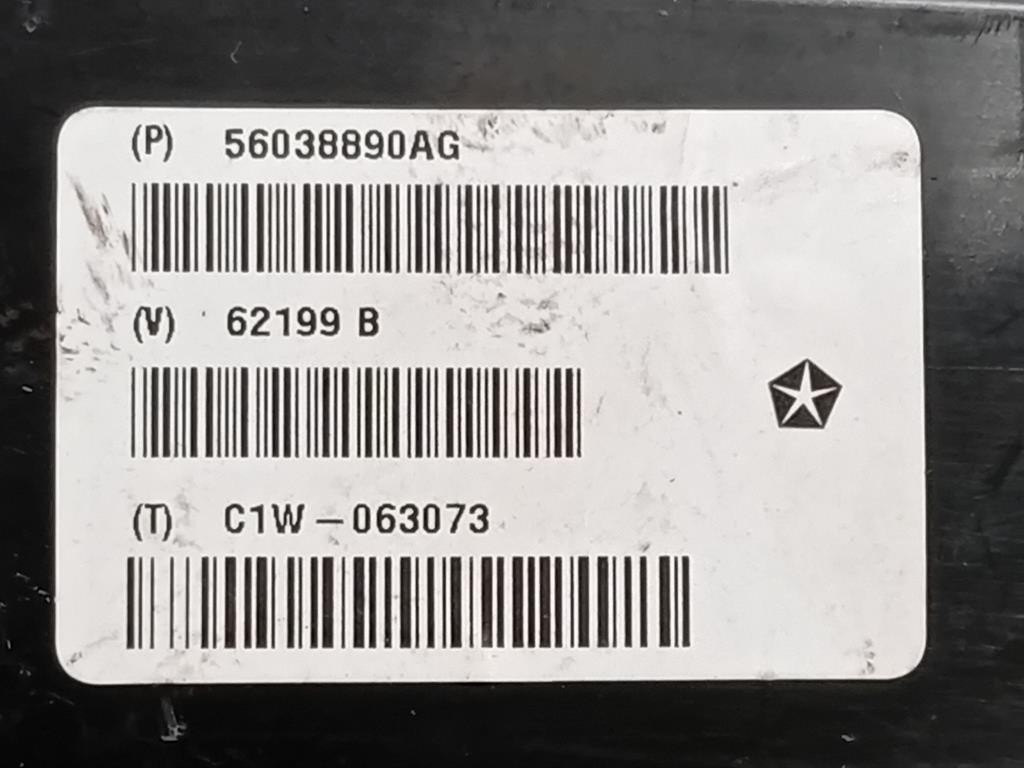 (P) 56038890AG
(V) 62199 B
(T) C1W-063073